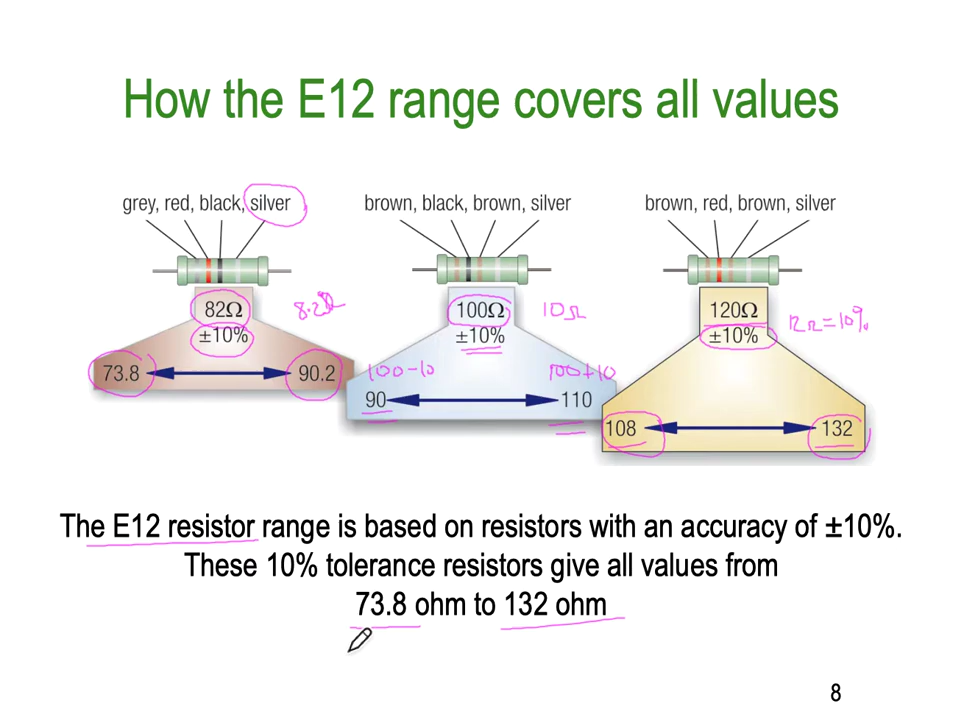 How the E12 range covers all values
grey, red, black, silver
brown, black, brown, silver
brown, red, brown, silver
82Ω
±10%
8.2Ω
100Ω
±10%
10Ω
120Ω
±10%
12Ω=10%
73.8
90.2
100-10
100+10
90
110
108
132
The E12 resistor range is based on resistors with an accuracy of ±10%.
These 10% tolerance resistors give all values from
73.8 ohm to 132 ohm
8